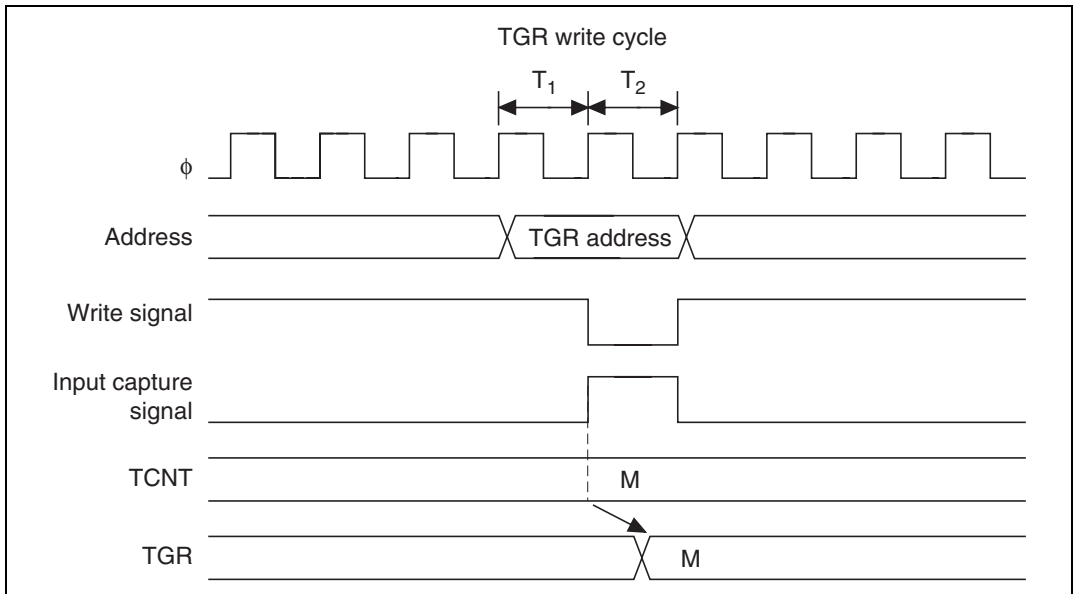 TGR write cycle
T1 T2
ϕ
Address
TGR address
Write signal
Input capture
signal
TCNT
M
TGR
M